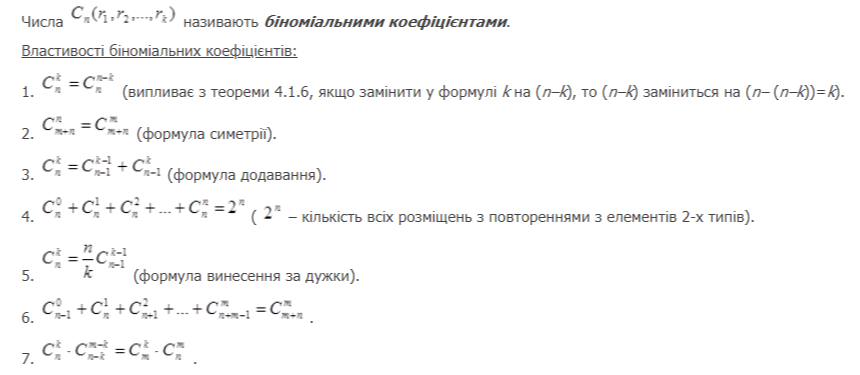 Числа C_n(r_1, r_2, ..., r_k) називають біноміальними коефіцієнтами.
Властивості біноміальних коефіцієнтів:
1. C_n^k = C_n^{n-k} (випливає з теореми 4.1.6, якщо замінити у формулі k на (n–k), то (n–k) заміниться на (n– (n–k))= k).
2. C_{m+n}^n = C_{m+n}^m (формула симетрії).
3. C_n^k = C_{n-1}^{k-1} + C_{n-1}^k (формула додавання).
4. C_n^0 + C_n^1 + C_n^2 + ... + C_n^n = 2^n ( 2^n – кількість всіх розміщень з повтореннями з елементів 2-х типів).
5. C_n^k = \frac{n}{k} C_{n-1}^{k-1} (формула винесення за дужки).
6. C_{n-1}^0 + C_n^1 + C_{n+1}^2 + ... + C_{n+m-1}^m = C_{m+n}^m .
7. C_n^k · C_{n-k}^{m-k} = C_m^k · C_n^m .